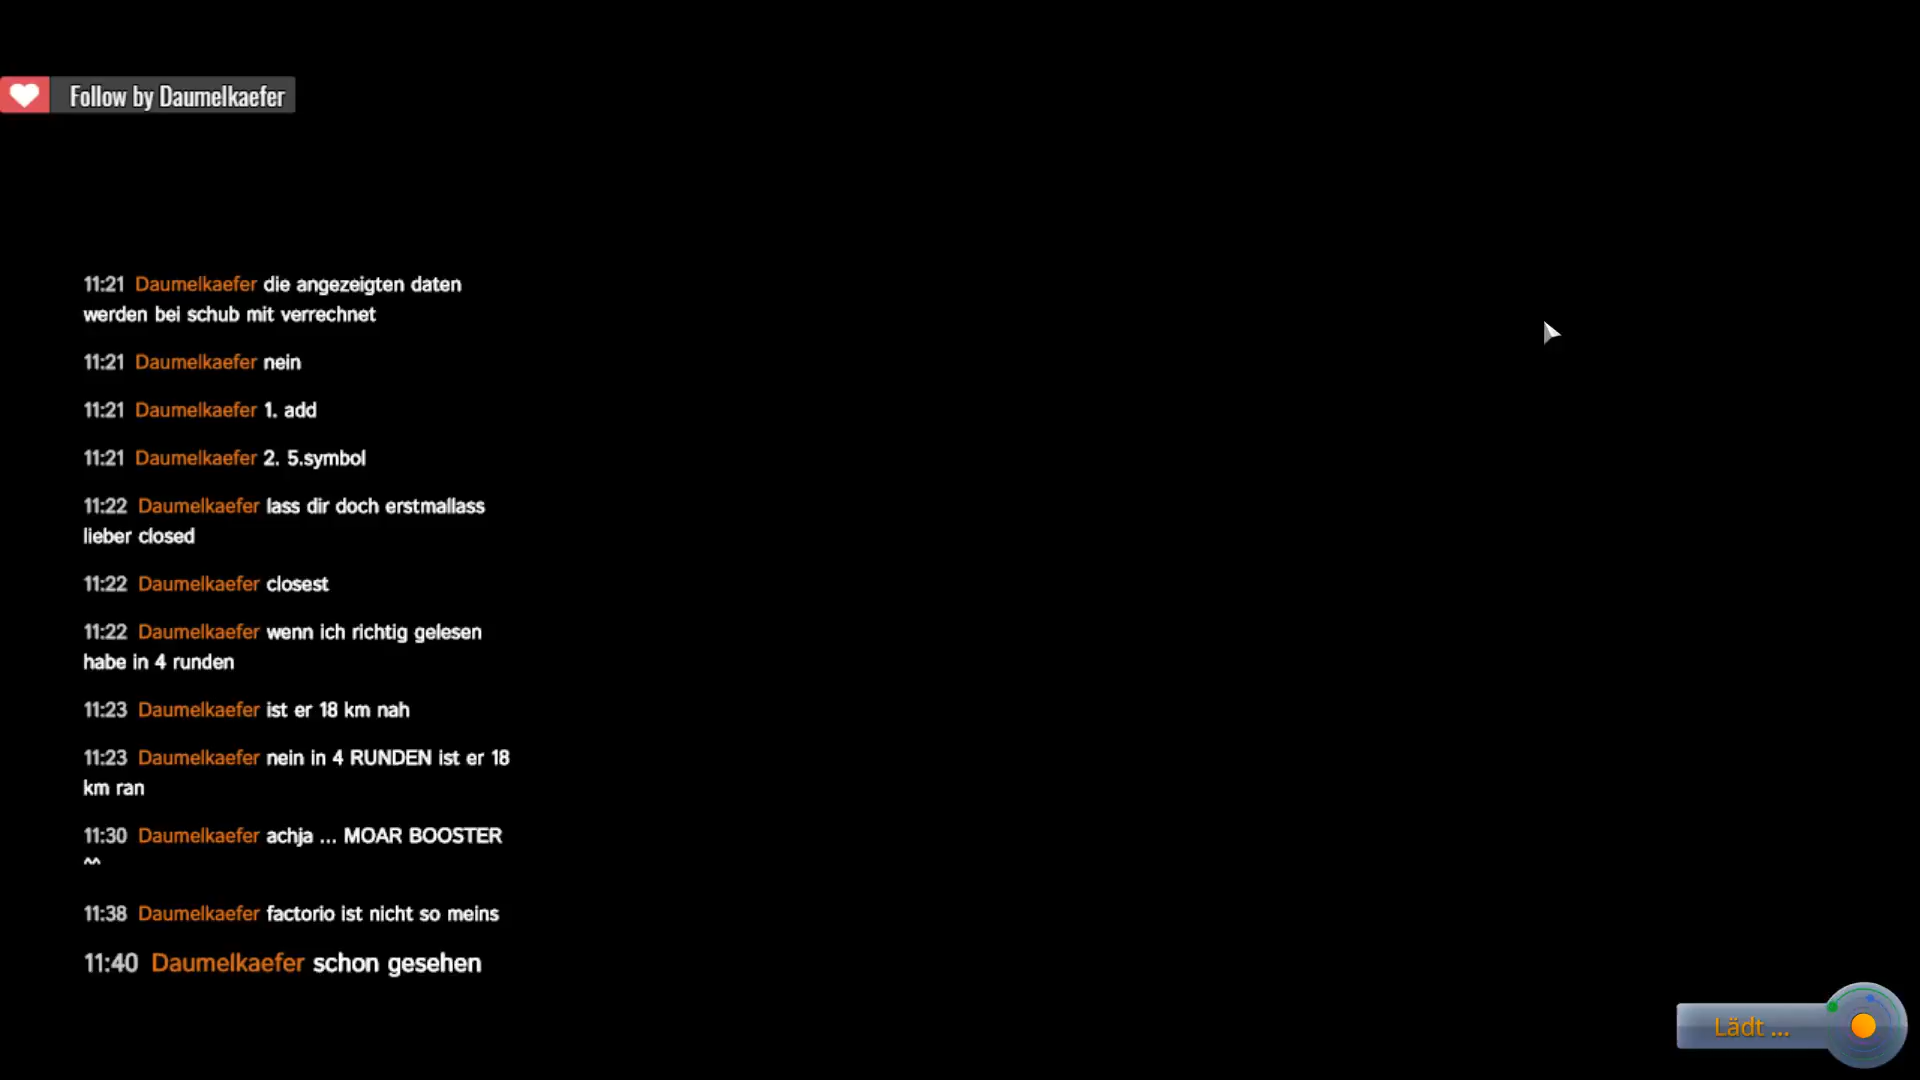 Follow by Daumelkaefer
11:21 Daumelkaefer die angezeigten daten
werden bei schub mit verrechnet
11:21 Daumelkaefer nein
11:21 Daumelkaefer 1. add
11:21 Daumelkaefer 2. 5.symbol
11:22 Daumelkaefer lass dir doch erstmallass
lieber closed
11:22 Daumelkaefer closest
11:22 Daumelkaefer wenn ich richtig gelesen
habe in 4 runden
11:23 Daumelkaefer ist er 18 km nah
11:23 Daumelkaefer nein in 4 RUNDEN ist er 18
km ran
11:30 Daumelkaefer achja ... MOAR BOOSTER
^^
11:38 Daumelkaefer factorio ist nicht so meins
11:40 Daumelkaefer schon gesehen
Lädt ...